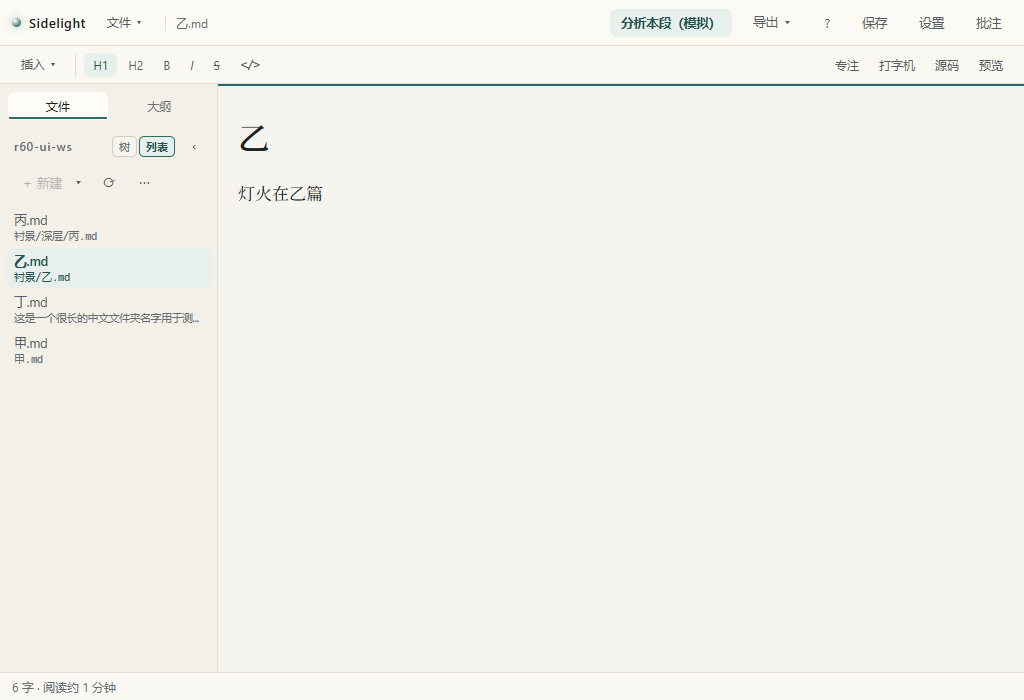 Sidelight 文件 乙.md 分析本段（模拟） 导出 ? 保存 设置 批注
插入 H1 H2 B I S </> 专注 打字机 源码 预览
文件 大纲
r60-ui-ws 树 列表 ‹
+ 新建 ⟳ …
丙.md
衬景/深层/丙.md
乙.md
衬景/乙.md
丁.md
这是一个很长的中文文件夹名字用于测…
甲.md
甲.md
乙
灯火在乙篇
6 字 · 阅读约 1 分钟